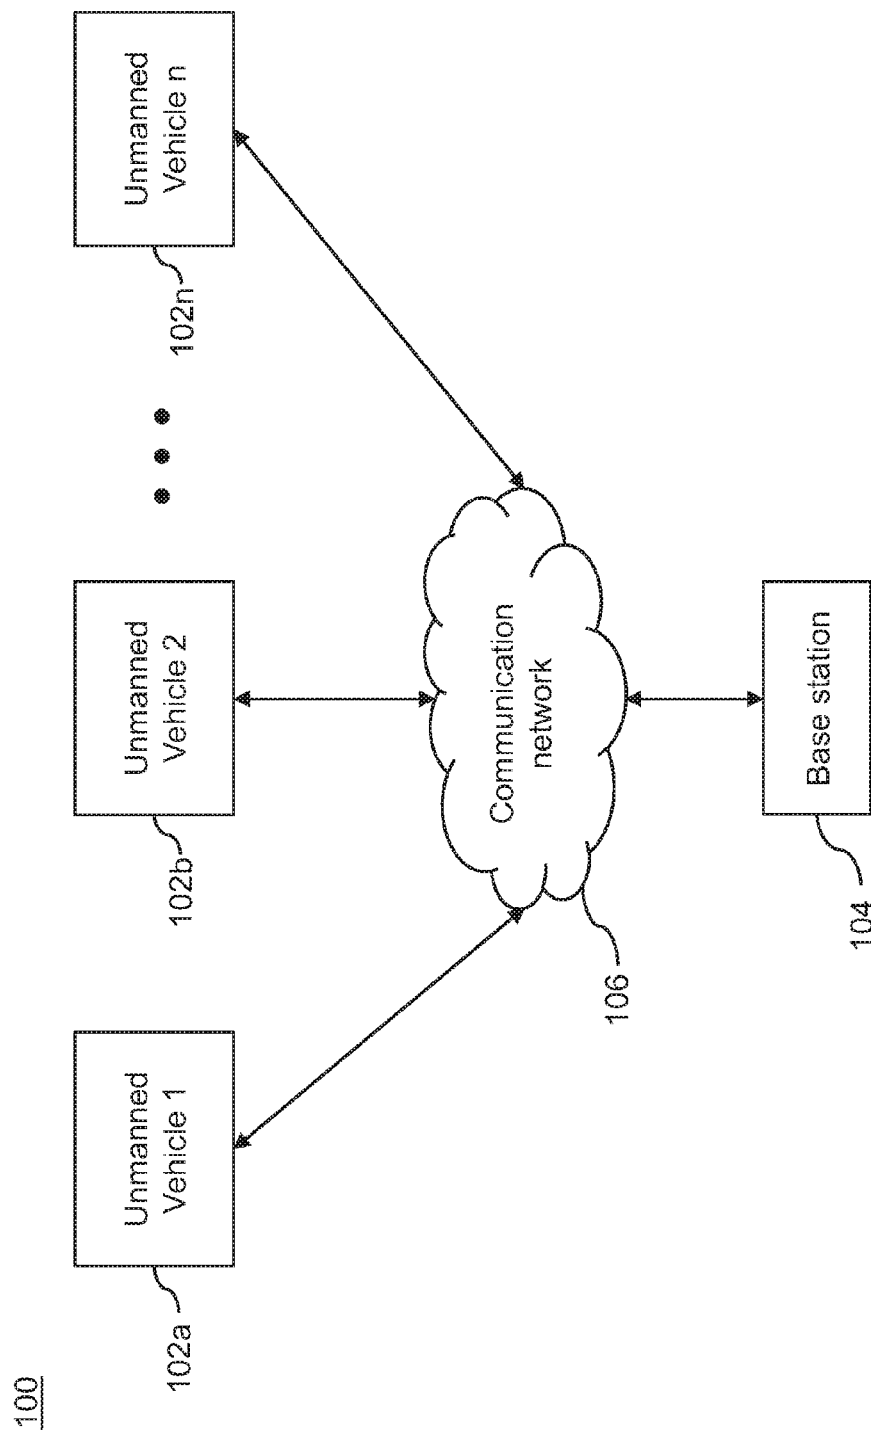 100
Unmanned
Vehicle 1
102a
Unmanned
Vehicle 2
102b
Unmanned
Vehicle n
102n
Communication
network
106
Base station
104